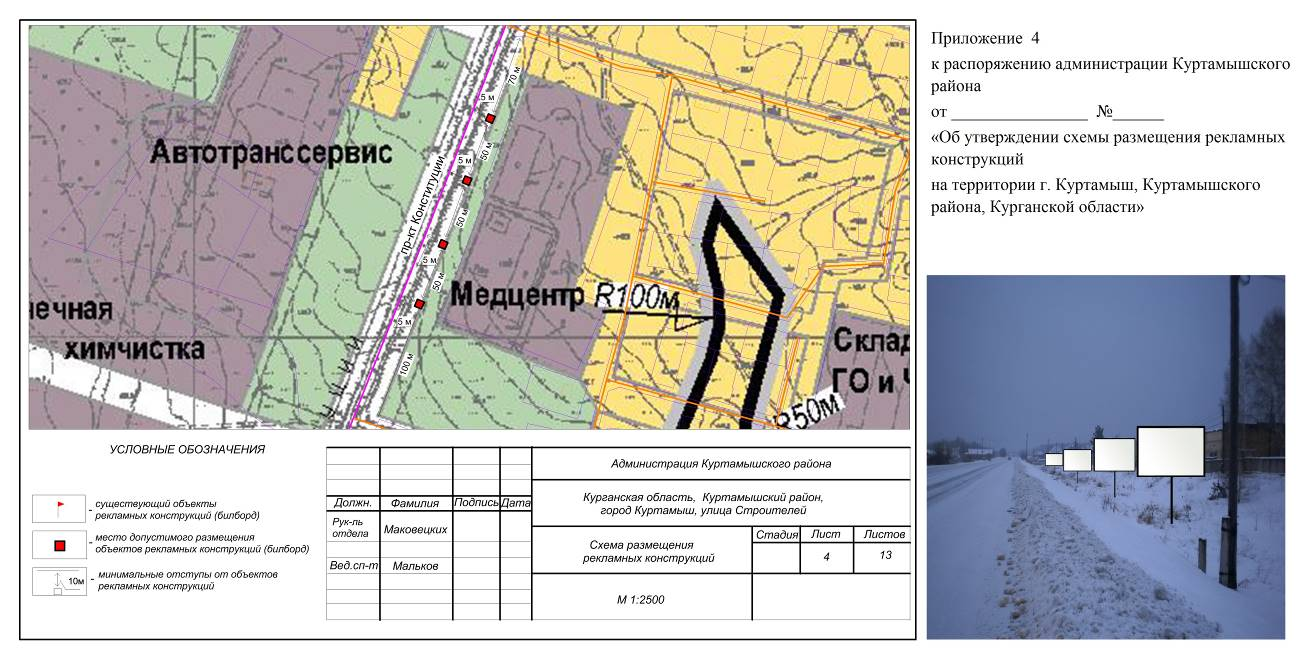 Приложение 4
к распоряжению администрации Куртамышского
района
от ________________ №______
«Об утверждении схемы размещения рекламных
конструкций
на территории г. Куртамыш, Куртамышского
района, Курганской области»
70 м
5 м
50 м
Автотранссервис
5 м
пр-кт Конституции
50 м
5 м
50 м
Медцентр R100м
5 м
химчистка
100 м
Склад
ГО и Ч
R50м
УСЛОВНЫЕ ОБОЗНАЧЕНИЯ
- существующий объекты
рекламных конструкций (билборд)
- место допустимого размещения
объектов рекламных конструкций (билборд)
10м
- минимальные отступы от объектов
рекламных конструкций
Должн. Фамилия Подпись Дата
Рук-ль
отдела
Маковецких
Вед.сп-т Мальков
Администрация Куртамышского района
Курганская область, Куртамышский район,
город Куртамыш, улица Строителей
Схема размещения
рекламных конструкций
Стадия Лист Листов
4 13
М 1:2500